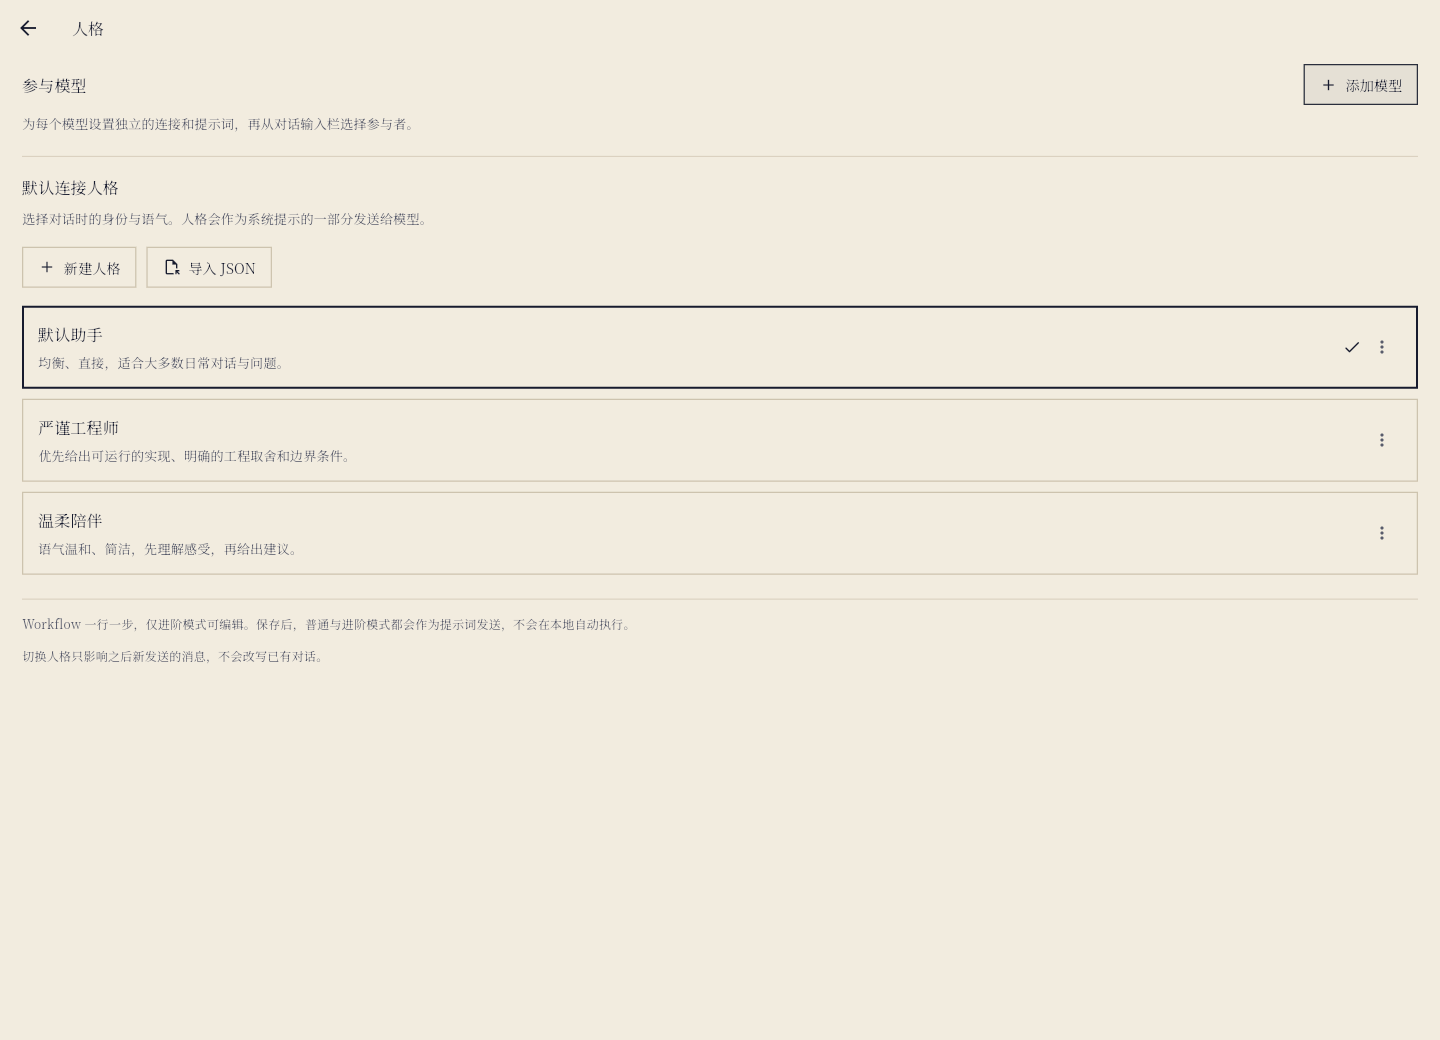 人格
参与模型
添加模型
为每个模型设置独立的连接和提示词，再从对话输入栏选择参与者。
默认连接人格
选择对话时的身份与语气。人格会作为系统提示的一部分发送给模型。
新建人格
导入 JSON
默认助手
均衡、直接，适合大多数日常对话与问题。
严谨工程师
优先给出可运行的实现、明确的工程取舍和边界条件。
温柔陪伴
语气温和、简洁，先理解感受，再给出建议。
Workflow 一行一步，仅进阶模式可编辑。保存后，普通与进阶模式都会作为提示词发送，不会在本地自动执行。
切换人格只影响之后新发送的消息，不会改写已有对话。